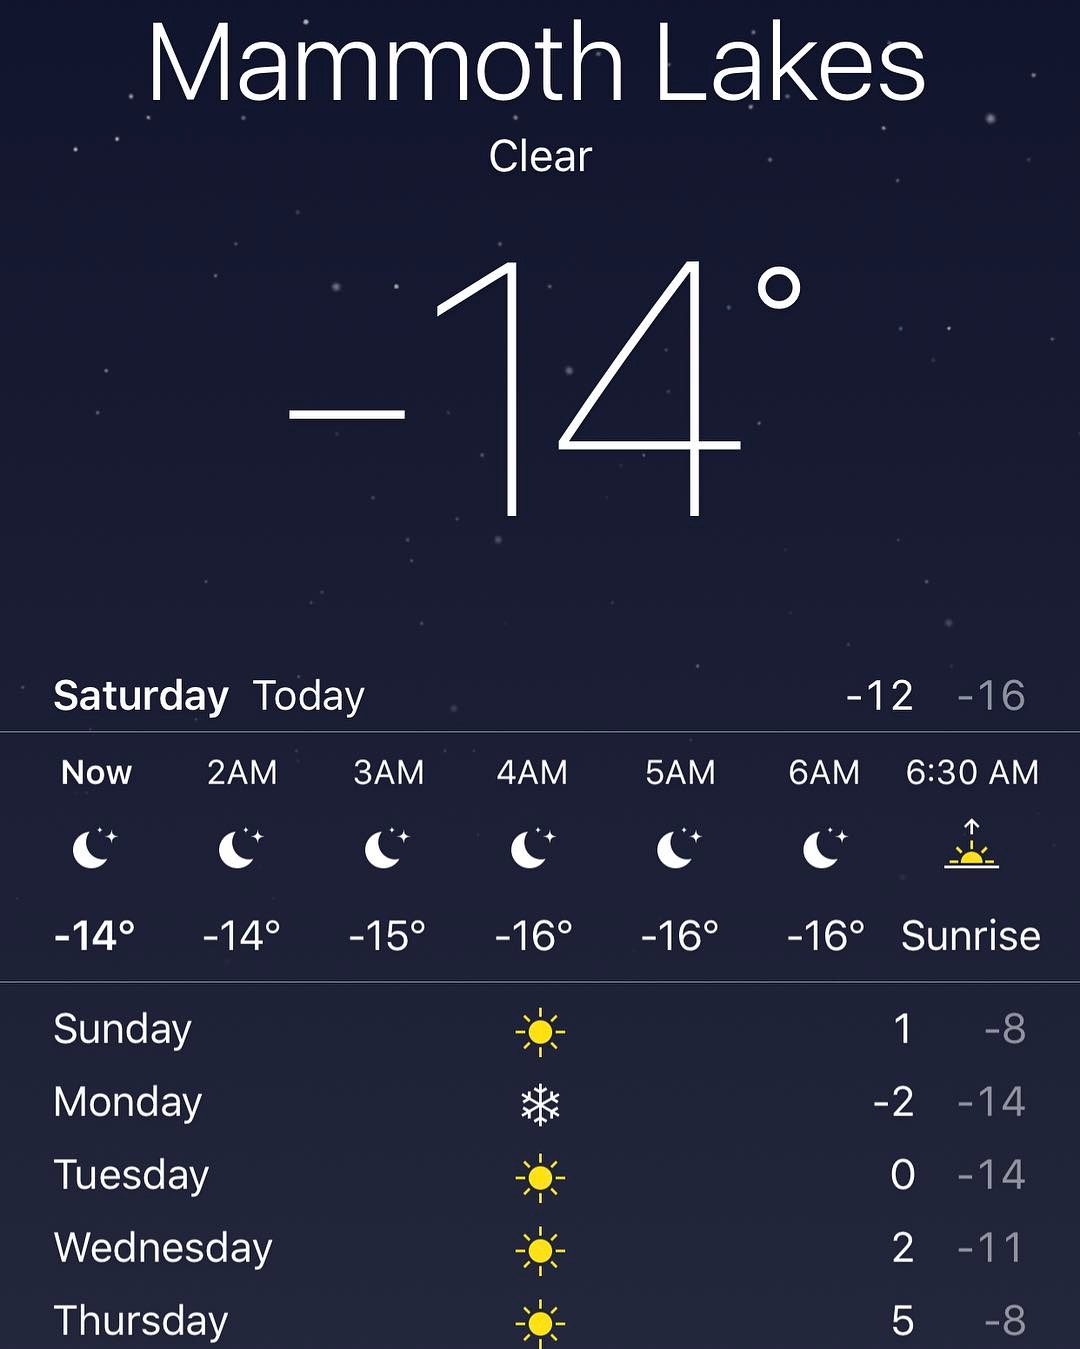 Mammoth Lakes
Clear
–14°
Saturday Today -12 -16
Now 2AM 3AM 4AM 5AM 6AM 6:30 AM
-14° -14° -15° -16° -16° -16° Sunrise
Sunday 1 -8
Monday -2 -14
Tuesday 0 -14
Wednesday 2 -11
Thursday 5 -8